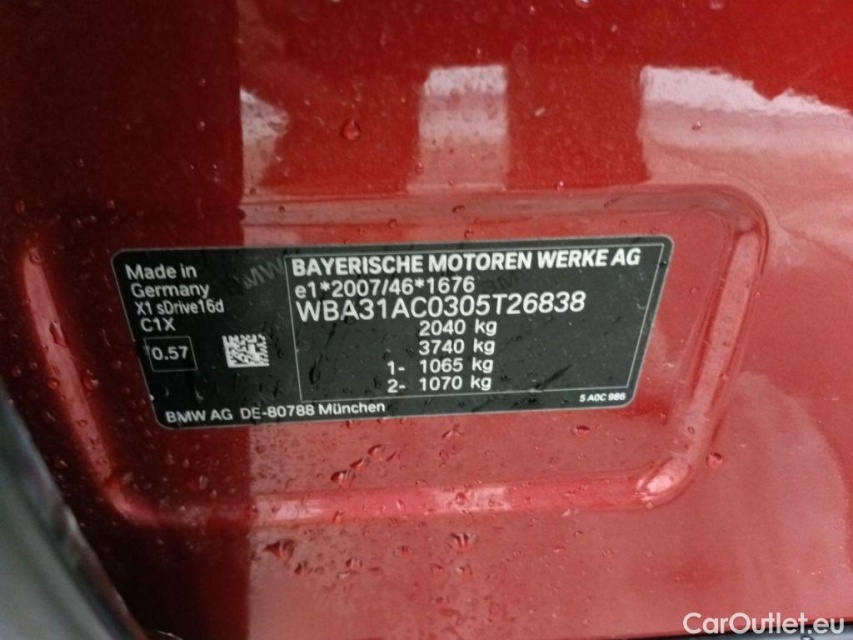 Made in
Germany
X1 sDrive16d
C1X
0.57
BMW
BAYERISCHE MOTOREN WERKE AG
e1*2007/46*1676
WBA31AC0305T26838
2040 kg
3740 kg
1- 1065 kg
2- 1070 kg
BMW AG DE-80788 München
5 A0C 986
CarOutlet.eu